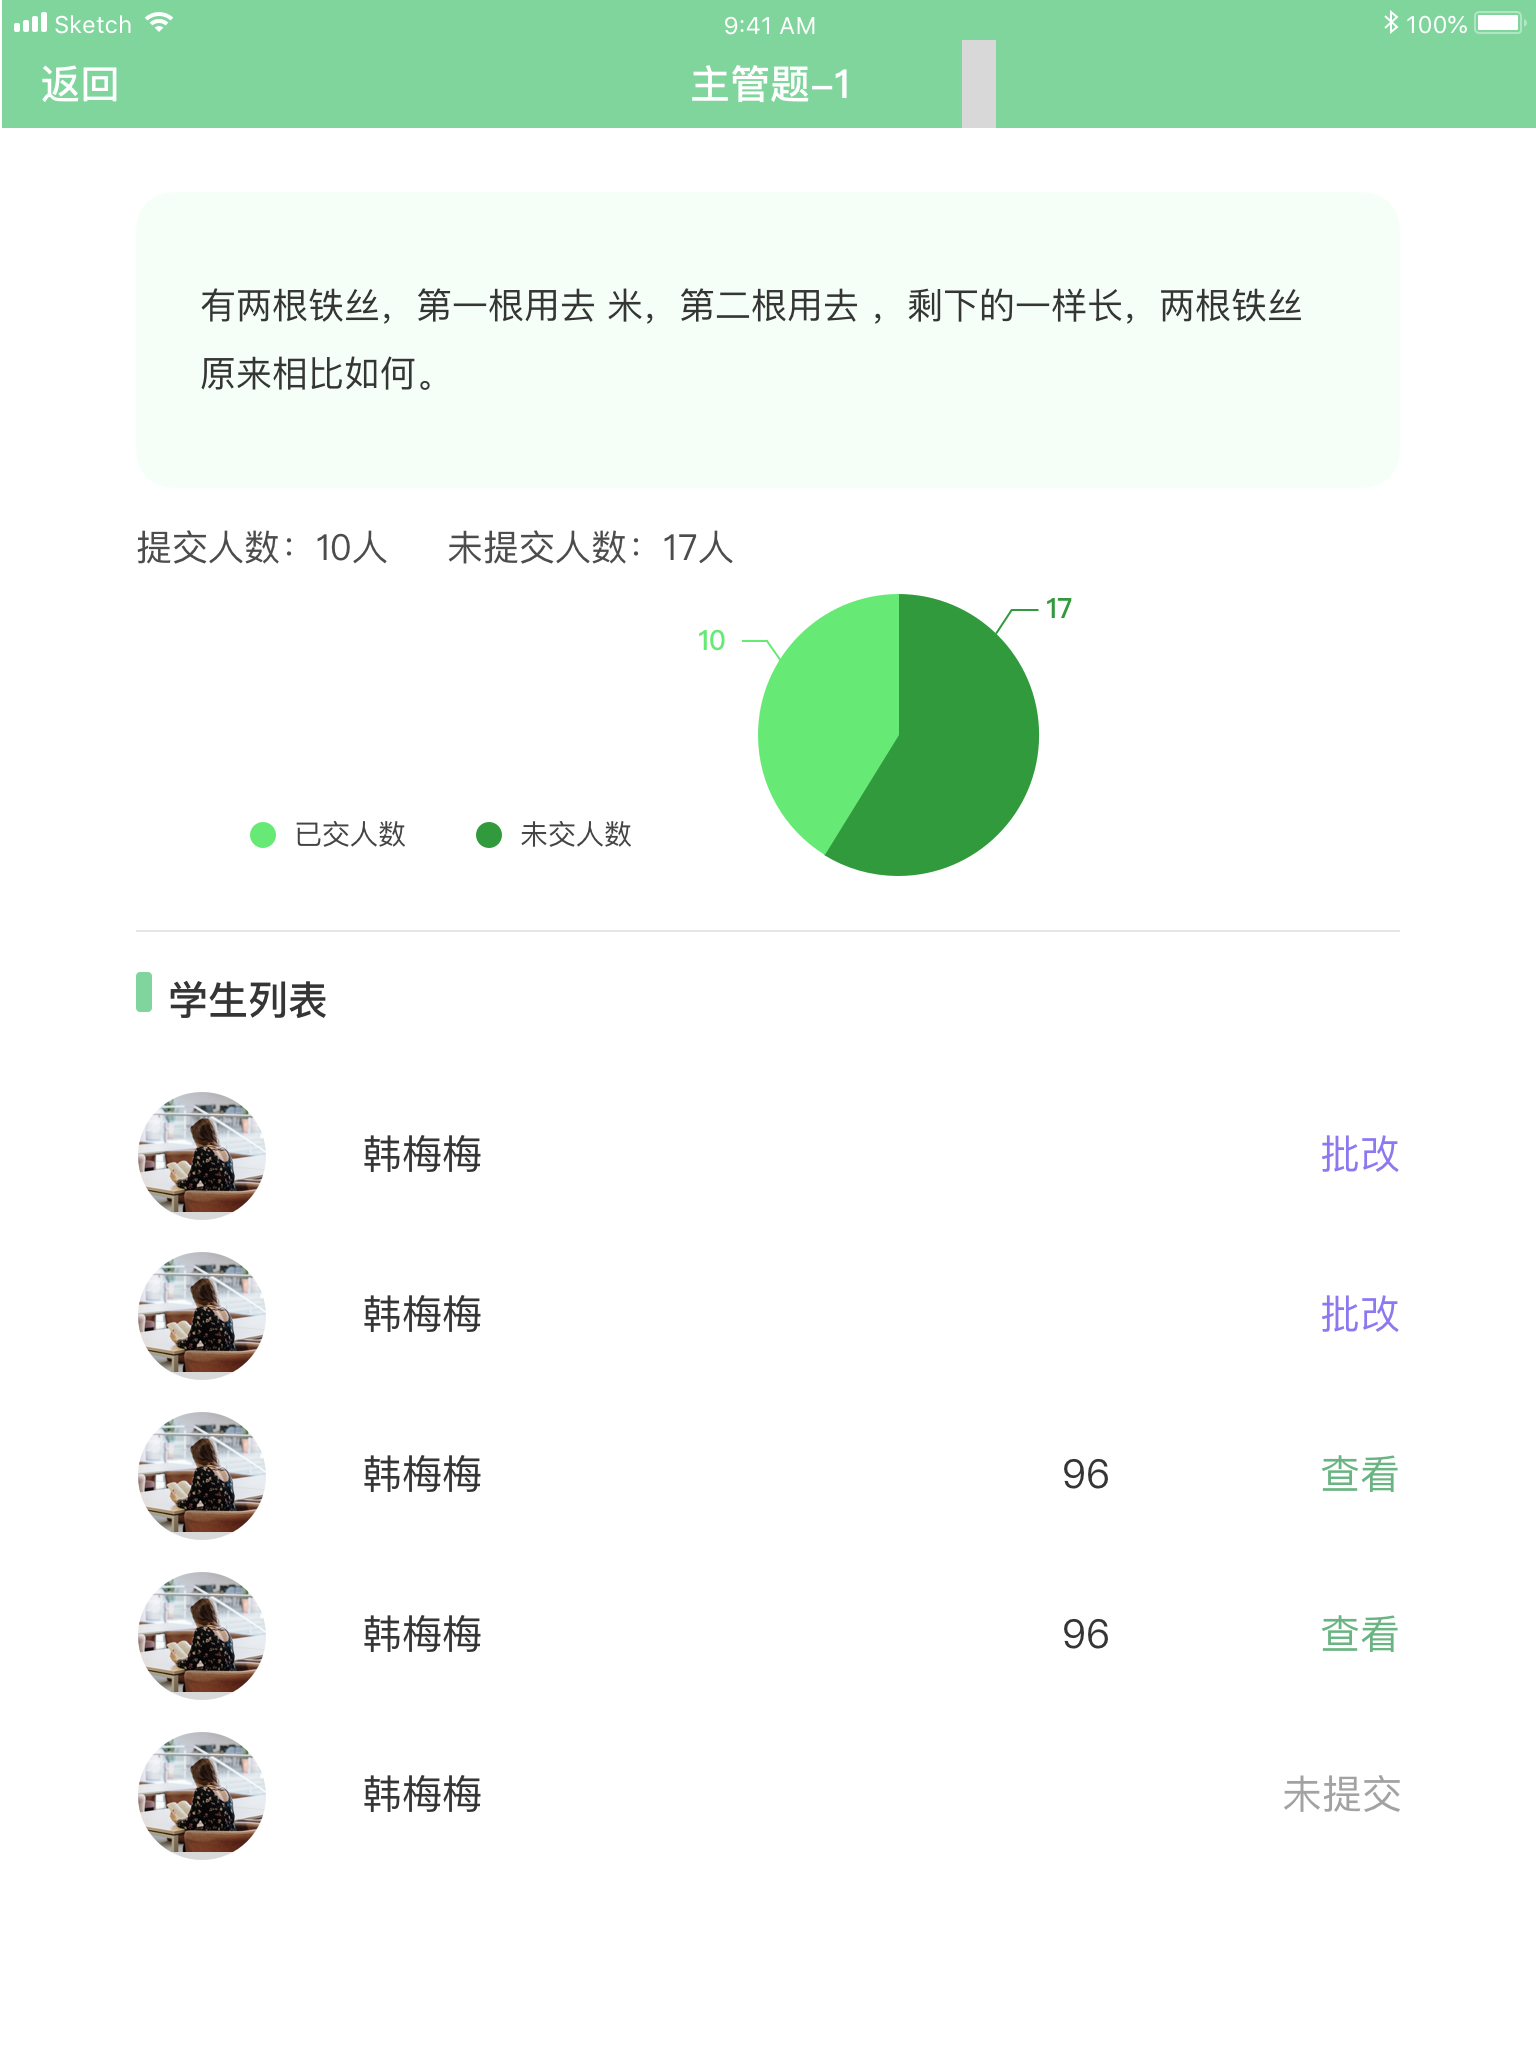 Sketch 9:41 AM 100%
返回 主管题–1
有两根铁丝，第一根用去 米，第二根用去 ，剩下的一样长，两根铁丝
原来相比如何。
提交人数：10人 未提交人数：17人
17
10
已交人数 未交人数
学生列表
韩梅梅 批改
韩梅梅 批改
韩梅梅 96 查看
韩梅梅 96 查看
韩梅梅 未提交